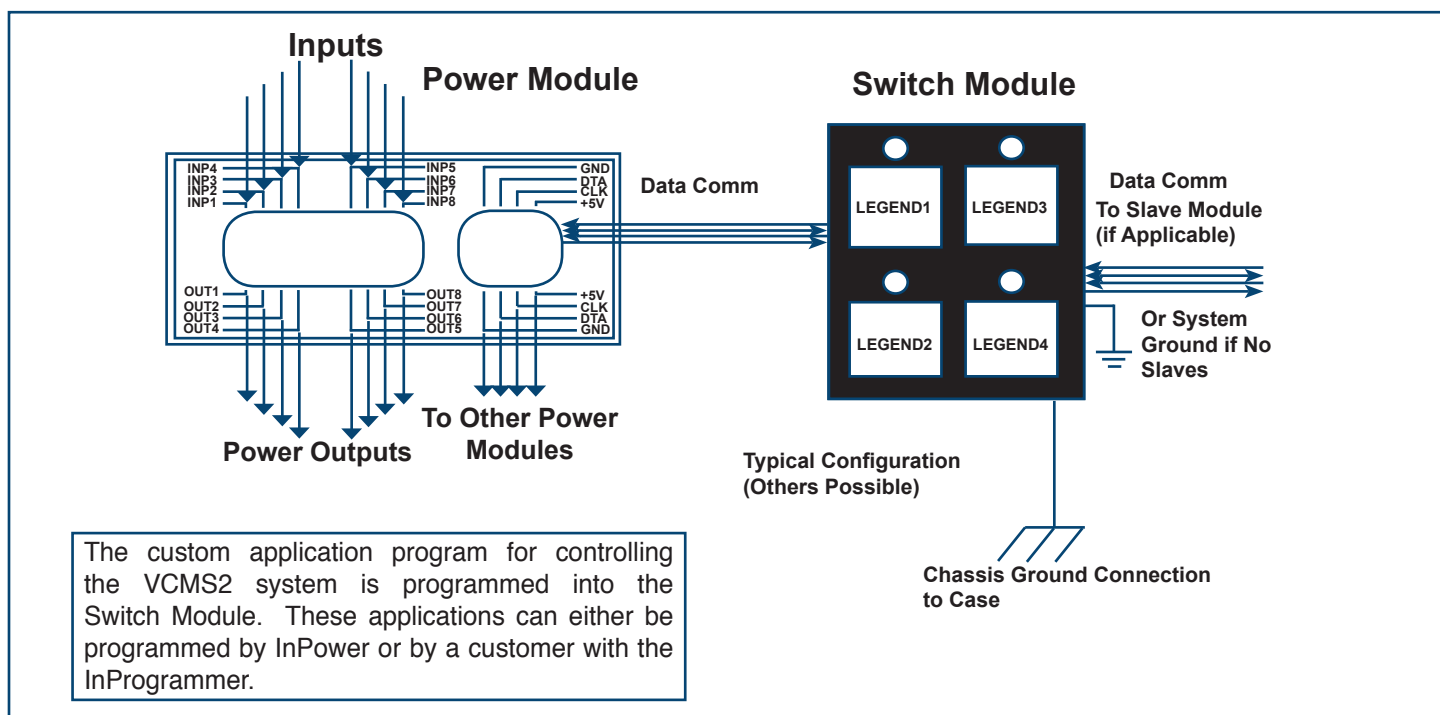 Inputs
Power Module
Switch Module
INP4
INP3
INP2
INP1
INP5
INP6
INP7
INP8
GND
DTA
CLK
+5V
Data Comm
LEGEND1
LEGEND3
Data Comm
To Slave Module
(if Applicable)
OUT1
OUT2
OUT3
OUT4
OUT8
OUT7
OUT6
OUT5
+5V
CLK
DTA
GND
LEGEND2
LEGEND4
Or System
Ground if No
Slaves
Power Outputs
To Other Power
Modules
Typical Configuration
(Others Possible)
Chassis Ground Connection
to Case
The custom application program for controlling
the VCMS2 system is programmed into the
Switch Module. These applications can either be
programmed by InPower or by a customer with the
InProgrammer.